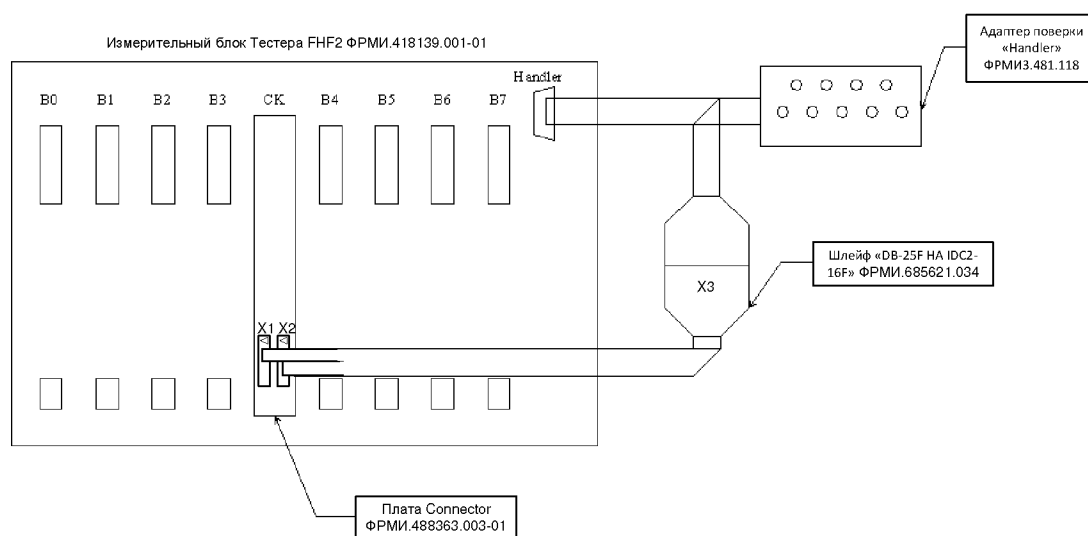 Измерительный блок Тестера FHF2 ФРМИ.418139.001-01
Адаптер поверки
«Handler»
ФРМИ3.481.118
Handler
B0 B1 B2 B3 CK B4 B5 B6 B7
Шлейф «DB-25F НА IDC2-
16F» ФРМИ.685621.034
X3
X1 X2
Плата Connector
ФРМИ.488363.003-01